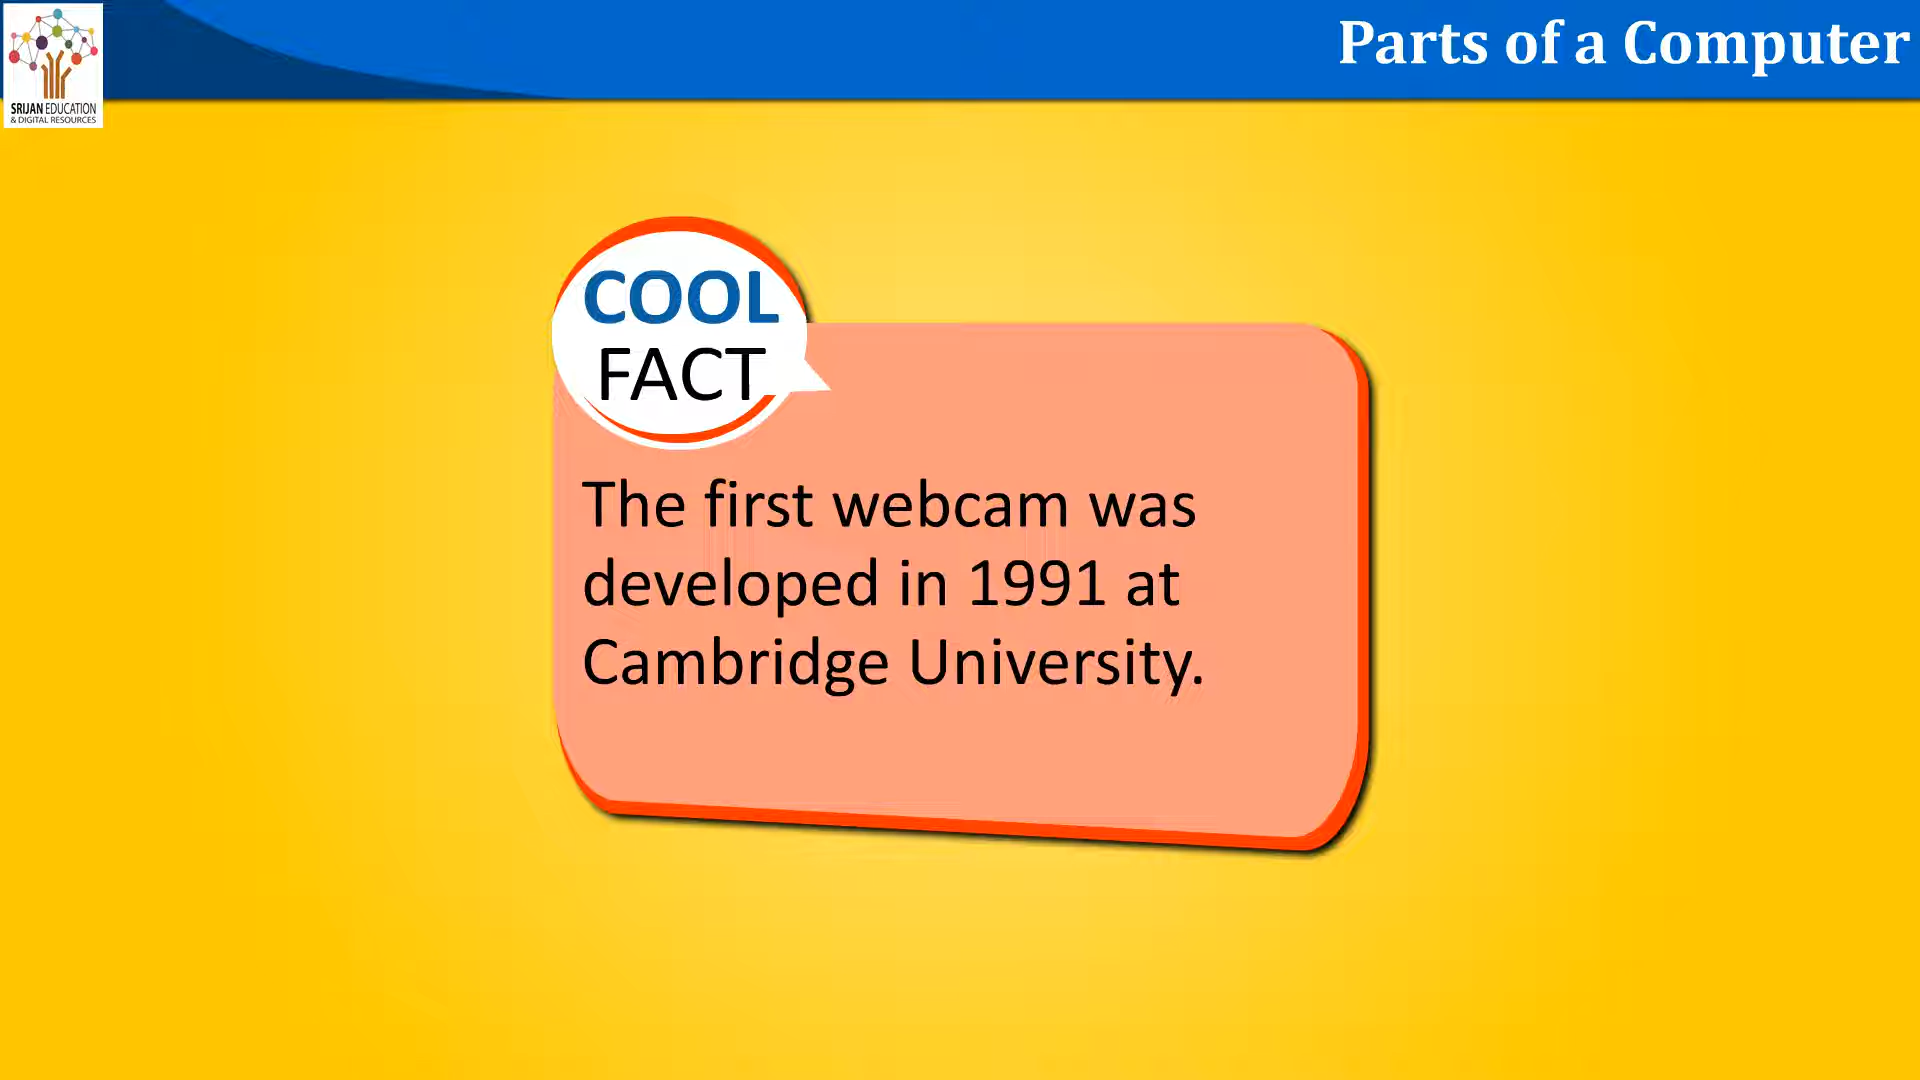 SRIJAN EDUCATION
& DIGITAL RESOURCES
Parts of a Computer
COOL
FACT
The first webcam was
developed in 1991 at
Cambridge University.